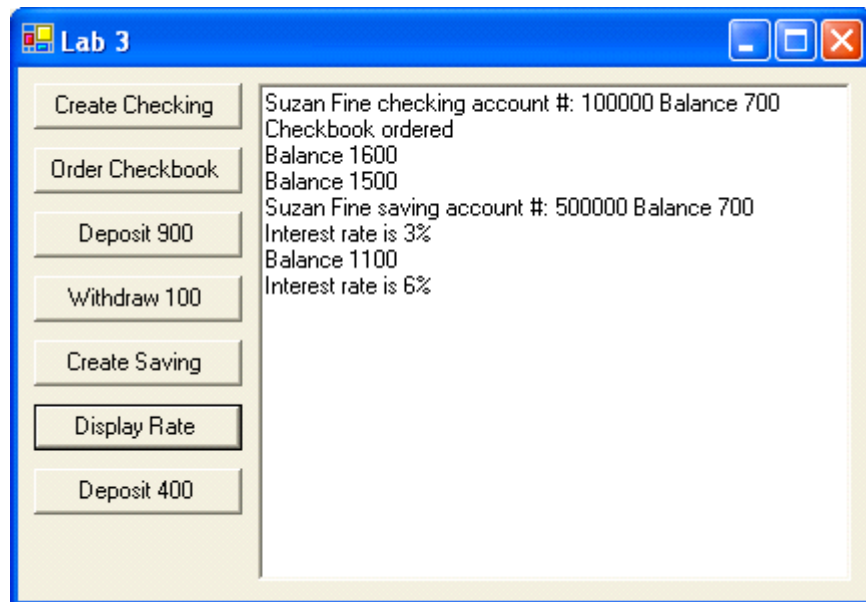 Lab 3
Create Checking
Order Checkbook
Deposit 900
Withdraw 100
Create Saving
Display Rate
Deposit 400
Suzan Fine checking account #: 100000 Balance 700
Checkbook ordered
Balance 1600
Balance 1500
Suzan Fine saving account #: 500000 Balance 700
Interest rate is 3%
Balance 1100
Interest rate is 6%